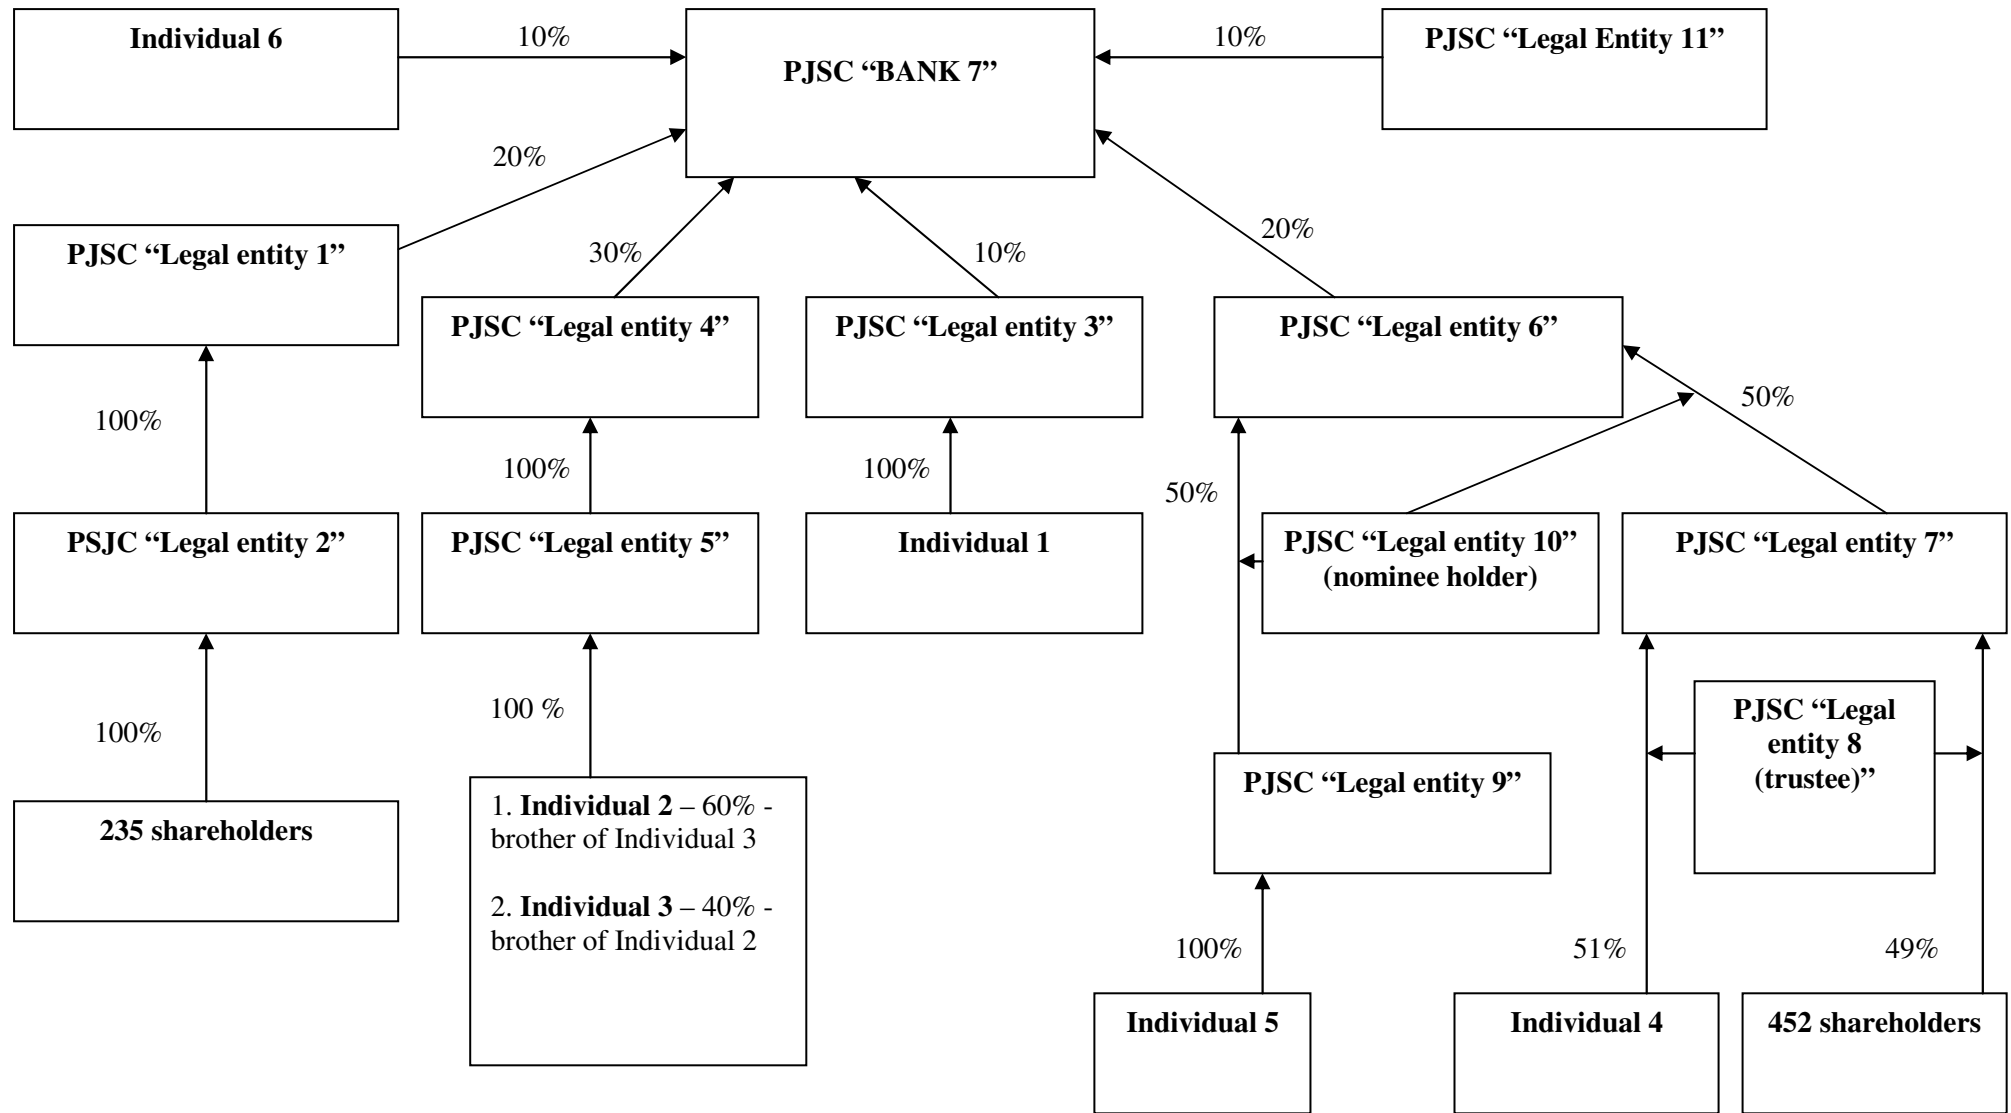 Individual 6
10%
PJSC “BANK 7”
10%
PJSC “Legal Entity 11”
20%
PJSC “Legal entity 1”
30%
10%
20%
PJSC “Legal entity 4”
PJSC “Legal entity 3”
PJSC “Legal entity 6”
100%
100%
100%
50%
50%
PSJC “Legal entity 2”
PJSC “Legal entity 5”
Individual 1
PJSC “Legal entity 10”
(nominee holder)
PJSC “Legal entity 7”
100%
100 %
PJSC “Legal
entity 8
(trustee)”
235 shareholders
1. Individual 2 – 60% -
brother of Individual 3
2. Individual 3 – 40% -
brother of Individual 2
PJSC “Legal entity 9”
100%
51%
49%
Individual 5
Individual 4
452 shareholders